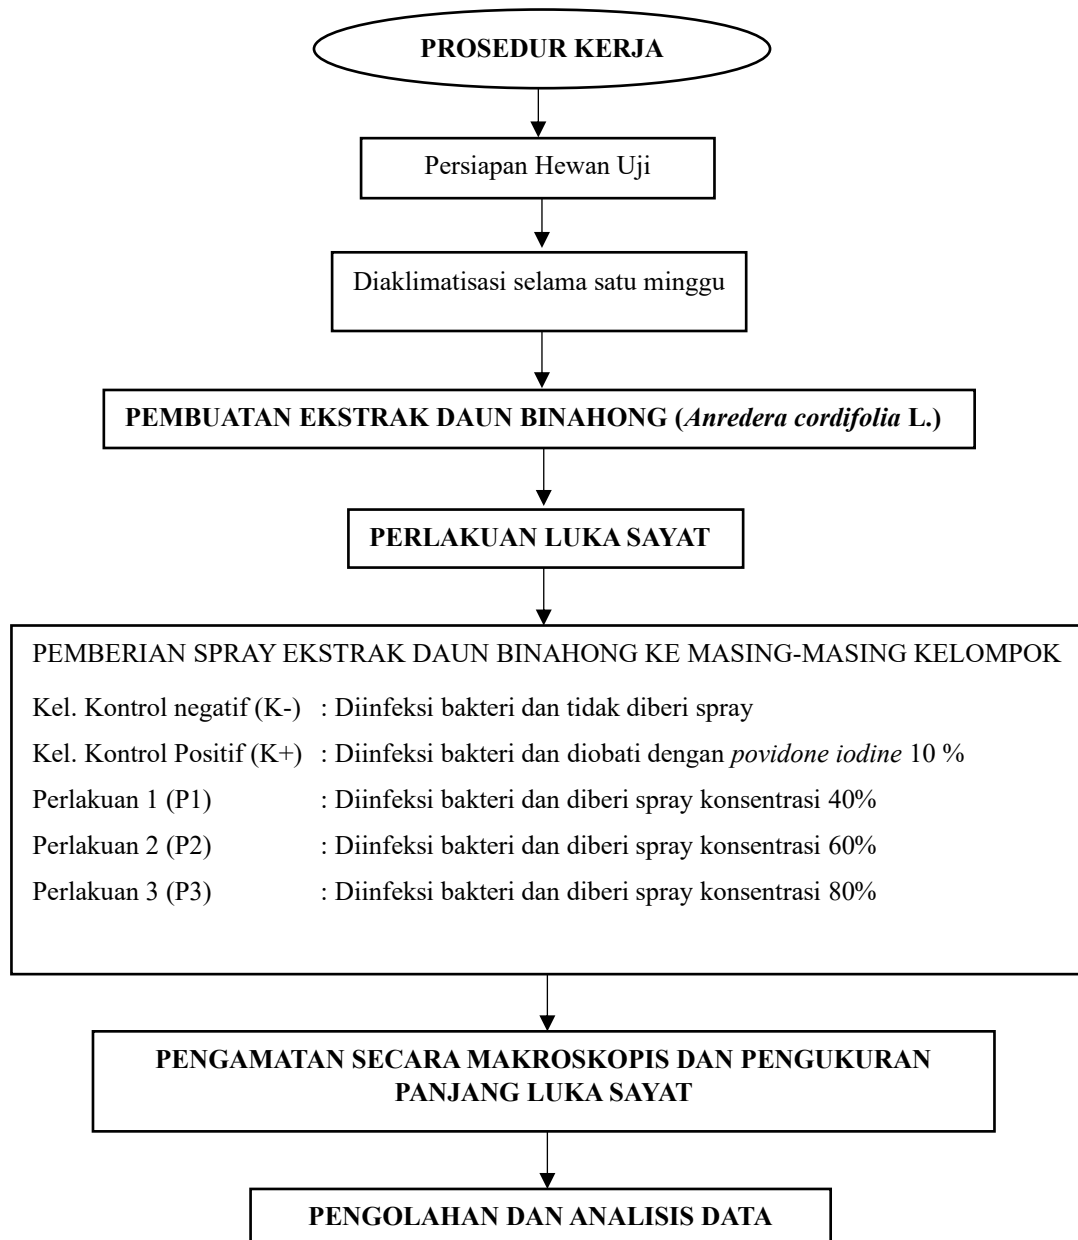 PROSEDUR KERJA
Persiapan Hewan Uji
Diaklimatisasi selama satu minggu
PEMBUATAN EKSTRAK DAUN BINAHONG (Anredera cordifolia L.)
PERLAKUAN LUKA SAYAT
PEMBERIAN SPRAY EKSTRAK DAUN BINAHONG KE MASING-MASING KELOMPOK
Kel. Kontrol negatif (K-) : Diinfeksi bakteri dan tidak diberi spray
Kel. Kontrol Positif (K+) : Diinfeksi bakteri dan diobati dengan povidone iodine 10 %
Perlakuan 1 (P1) : Diinfeksi bakteri dan diberi spray konsentrasi 40%
Perlakuan 2 (P2) : Diinfeksi bakteri dan diberi spray konsentrasi 60%
Perlakuan 3 (P3) : Diinfeksi bakteri dan diberi spray konsentrasi 80%
PENGAMATAN SECARA MAKROSKOPIS DAN PENGUKURAN
PANJANG LUKA SAYAT
PENGOLAHAN DAN ANALISIS DATA